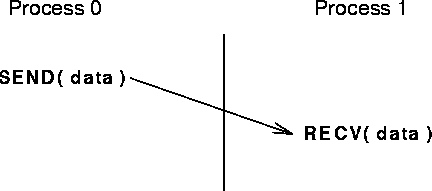 Process 0
Process 1
SEND( data )
RECV( data )